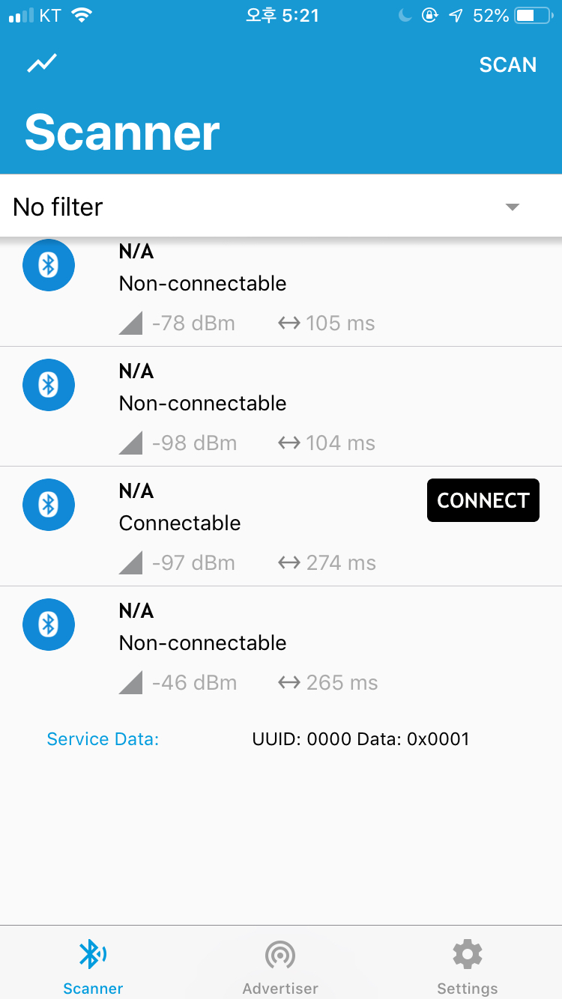 KT 오후 5:21 52%
SCAN
Scanner
No filter
N/A
Non-connectable
-78 dBm 105 ms
N/A
Non-connectable
-98 dBm 104 ms
N/A
CONNECT
Connectable
-97 dBm 274 ms
N/A
Non-connectable
-46 dBm 265 ms
Service Data: UUID: 0000 Data: 0x0001
Scanner Advertiser Settings